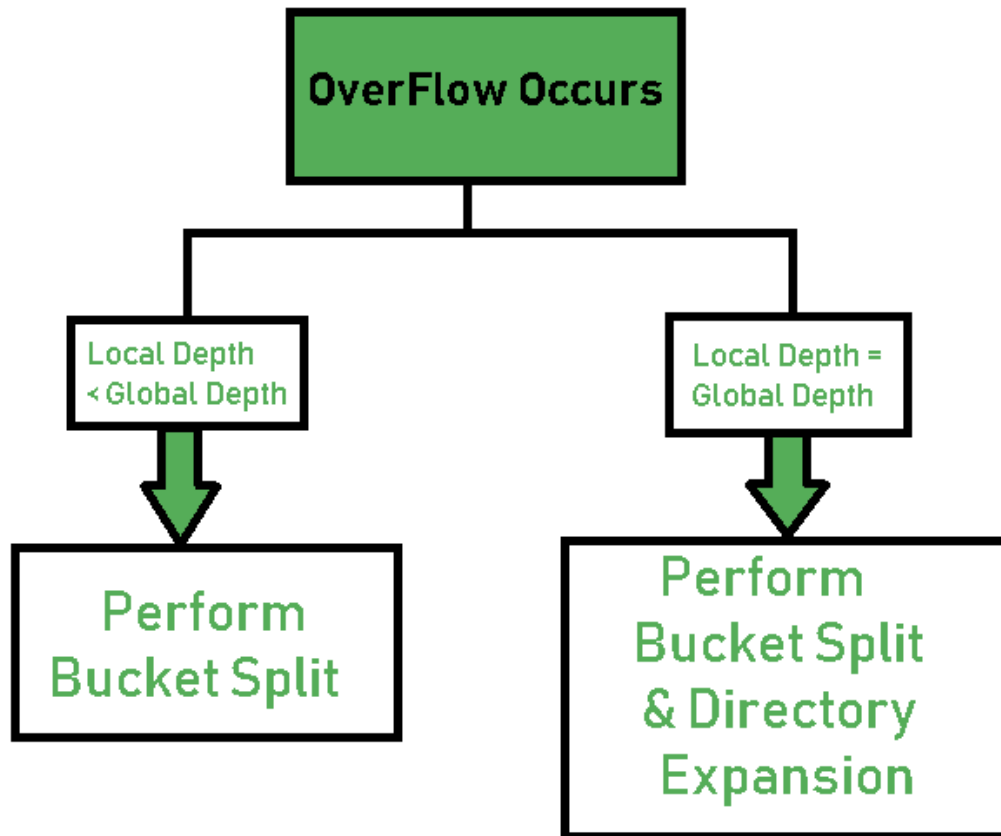 OverFlow Occurs
Local Depth
< Global Depth
Local Depth =
Global Depth
Perform
Bucket Split
Perform
Bucket Split
& Directory
Expansion